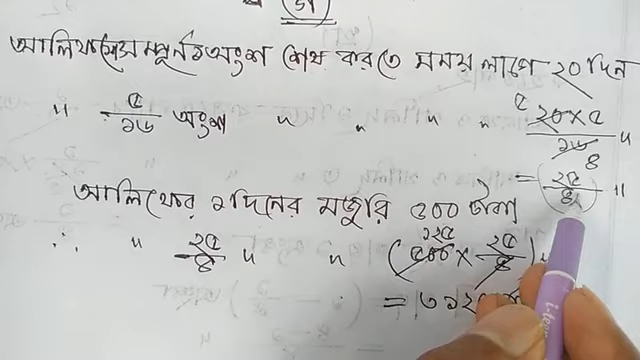 আলিফের সম্পূর্ন ১ অংশ শেষ করতে সময় লাগে ২০ দিন
" ৫/১৬ অংশ " " " " ২০×৫/১৬ "
= ২৫/৪ "
আলিফের ১ দিনের মজুরি ৫০০ টাকা
∴ " ২৫/৪ " " (৫০০ × ২৫/৪) "
= ৩১২৫